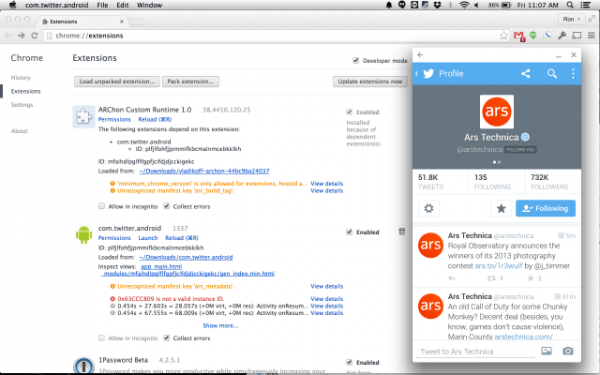 com.twitter.android File Edit View Window Help
86% Fri 11:07 AM
Extensions
Ron
chrome://extensions
Chrome
History
Extensions
Settings
About
Extensions
Developer mode
Load unpacked extension...
Pack extension...
Update extensions now
ARChon Custom Runtime 1.0 38.4410.120.25
Permissions Reload (⌘R)
The following extensions depend on this extension:
com.twitter.android
Loaded from: ~/Downloads/vladikoff-archon-44bc9ba24037
'minimum_chrome_version' is only allowed for extensions, hosted a... View details
Unrecognized manifest key 'arc_build_tag'. View details
Allow in incognito Collect errors
Enabled
Installed
because of
dependent
extension(s).
com.twitter.android 1337
Permissions Launch Reload (⌘R)
Loaded from: ~/Downloads/com.twitter.android
Inspect views: app_main.html
Unrecognized manifest key 'arc_metadata'. View details
0xE3CCC809 is not a valid instance ID. View details
0.454s + 27.603s = 28.057s (+0M virt, +0M res): Activity onResum... View details
0.454s + 67.555s = 68.009s (+0M virt, +0M res): Activity onResum... View details
Show more...
Allow in incognito Collect errors
Enabled
1Password Beta 4.2.5.1
1Password makes you more productive while simultaneously increasing your
Enabled
Profile
ars
Ars Technica
@arstechnica FOLLOWS YOU
51.8K
TWEETS
135
FOLLOWING
732K
FOLLOWERS
Following
ars
Ars Technica @arstechnica 5m
Royal Observatory announces the
winners of its 2013 photography
contest ars.to/1r3wulf by @j_timmer
4 3
ars
Ars Technica @arstechnica 51m
An old Call of Duty for some Chunky
Monkey? Decent deal (besides, you
know, games don't cause violence),
Marin County arstechnica.com/
Tweet to Ars Technica